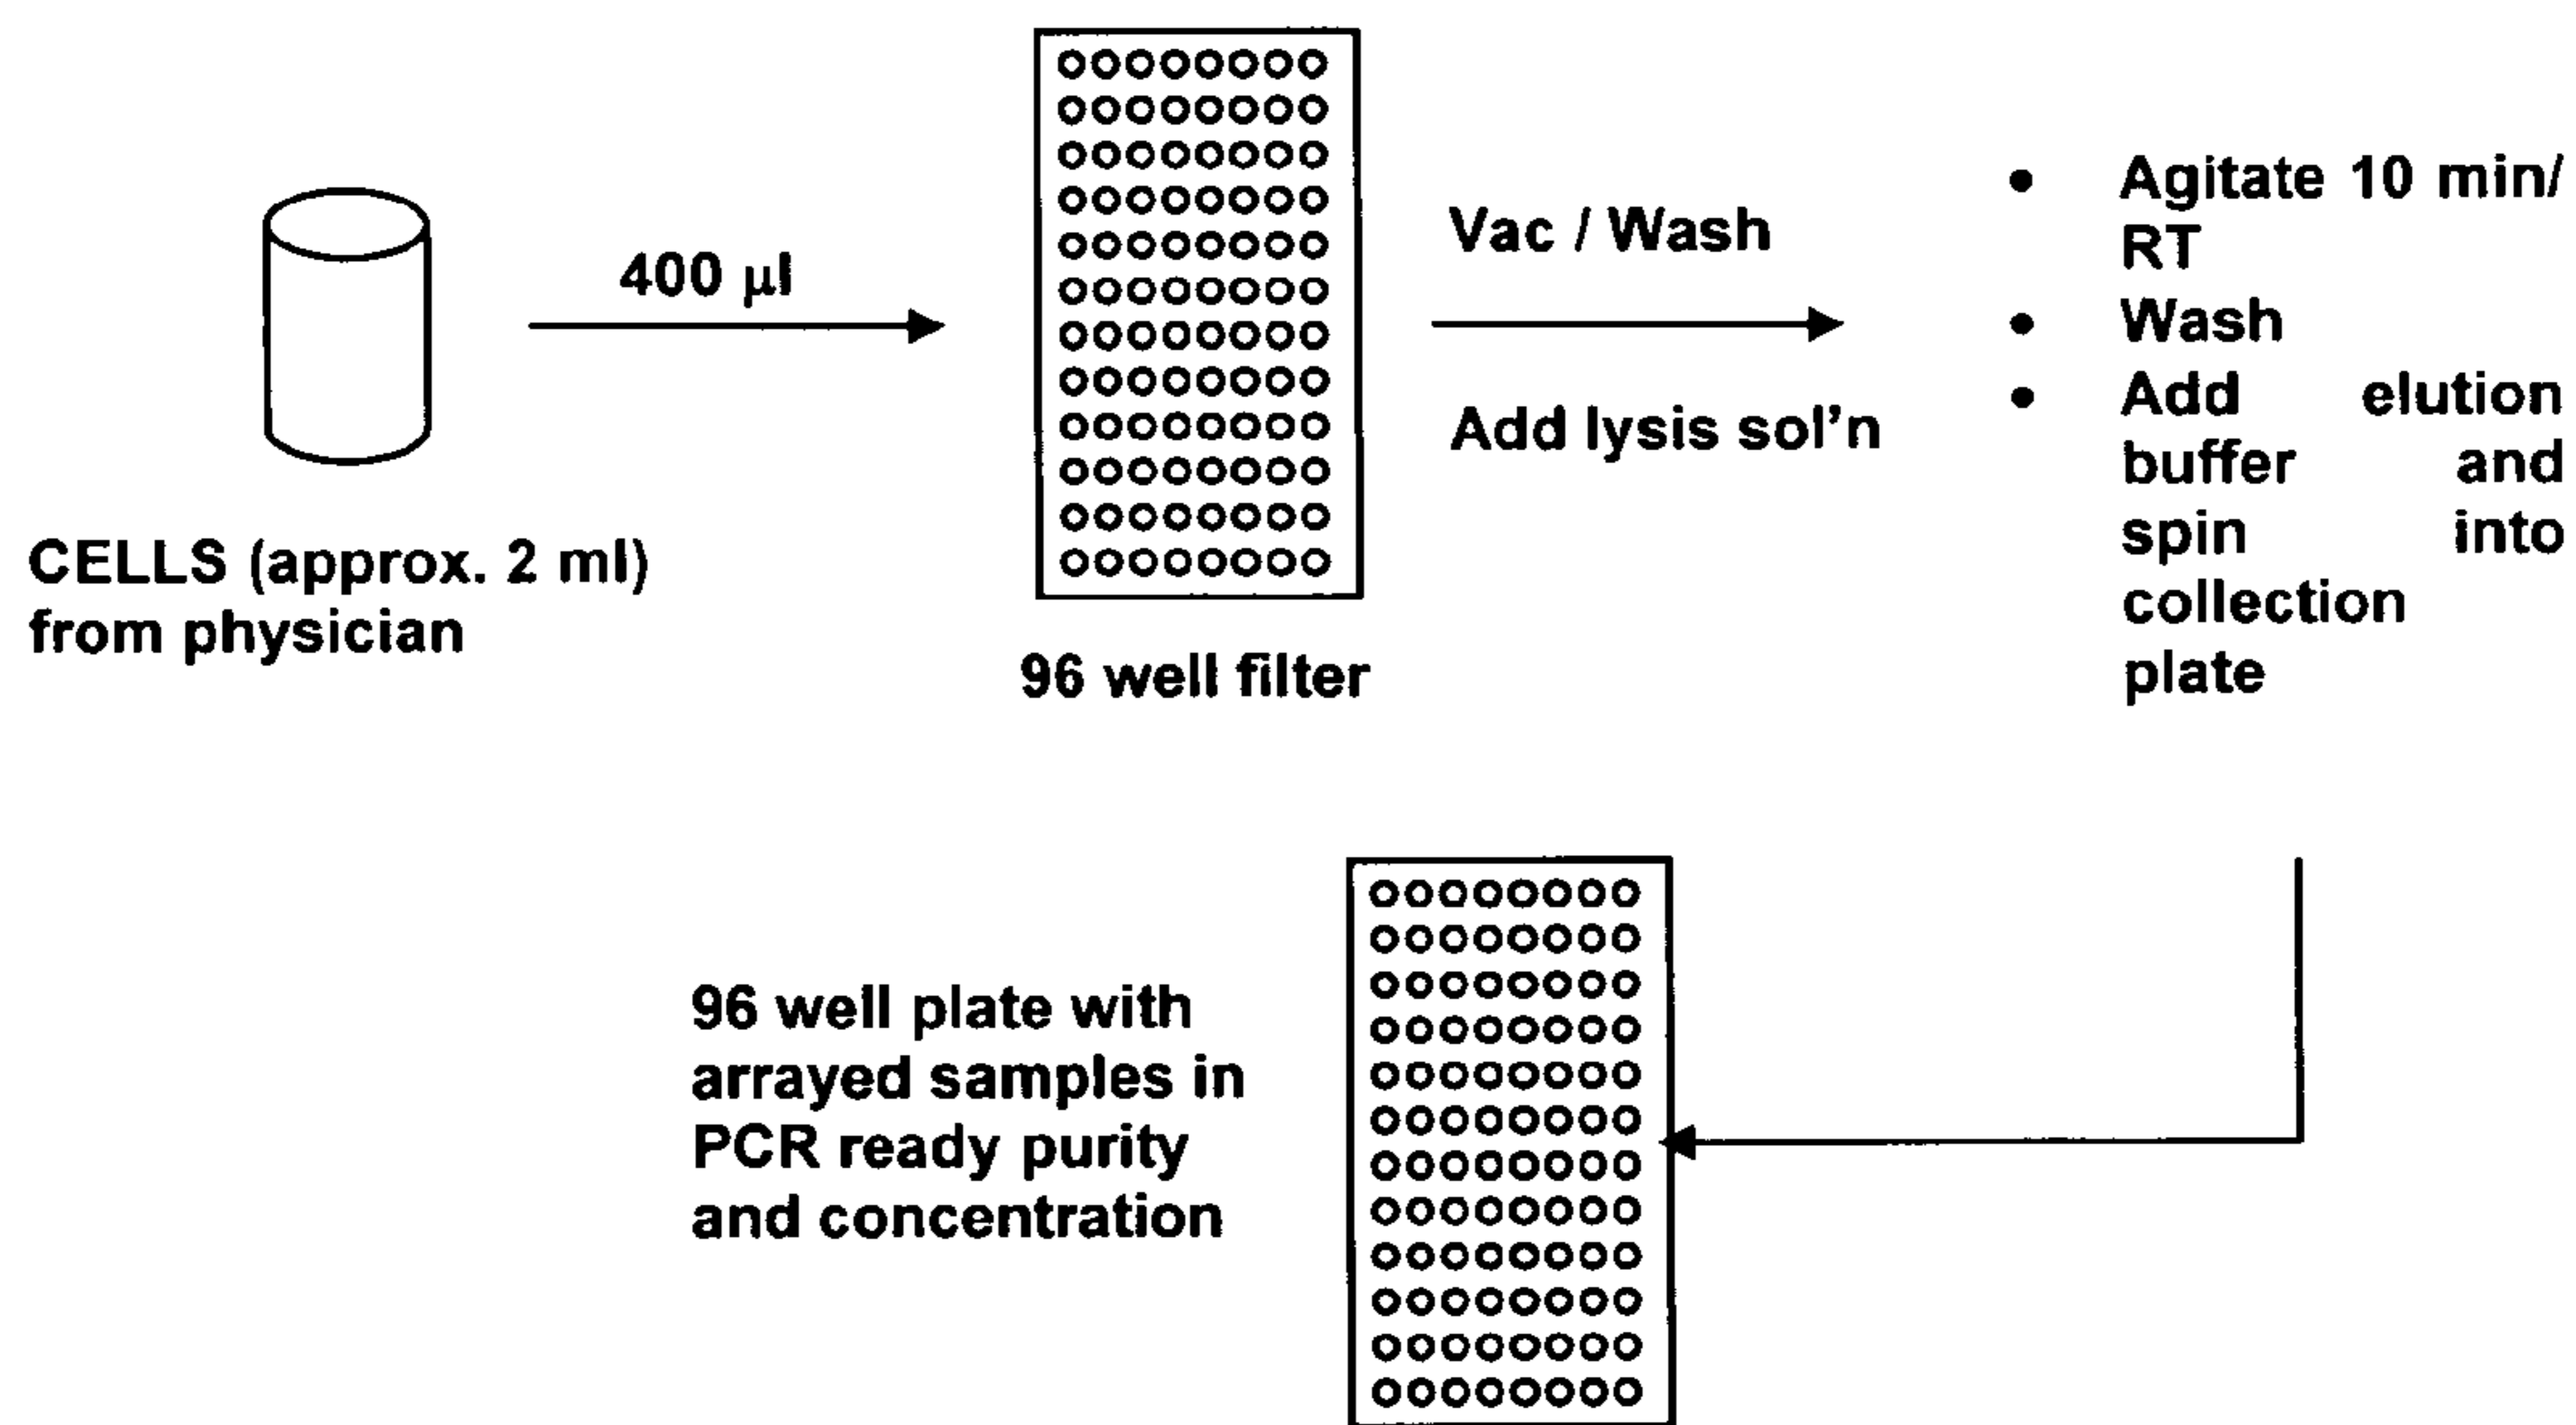 400 µl
CELLS (approx. 2 ml)
from physician
96 well filter
Vac / Wash
Add lysis sol’n
• Agitate 10 min/
RT
• Wash
• Add elution
buffer and
spin into
collection
plate
96 well plate with
arrayed samples in
PCR ready purity
and concentration